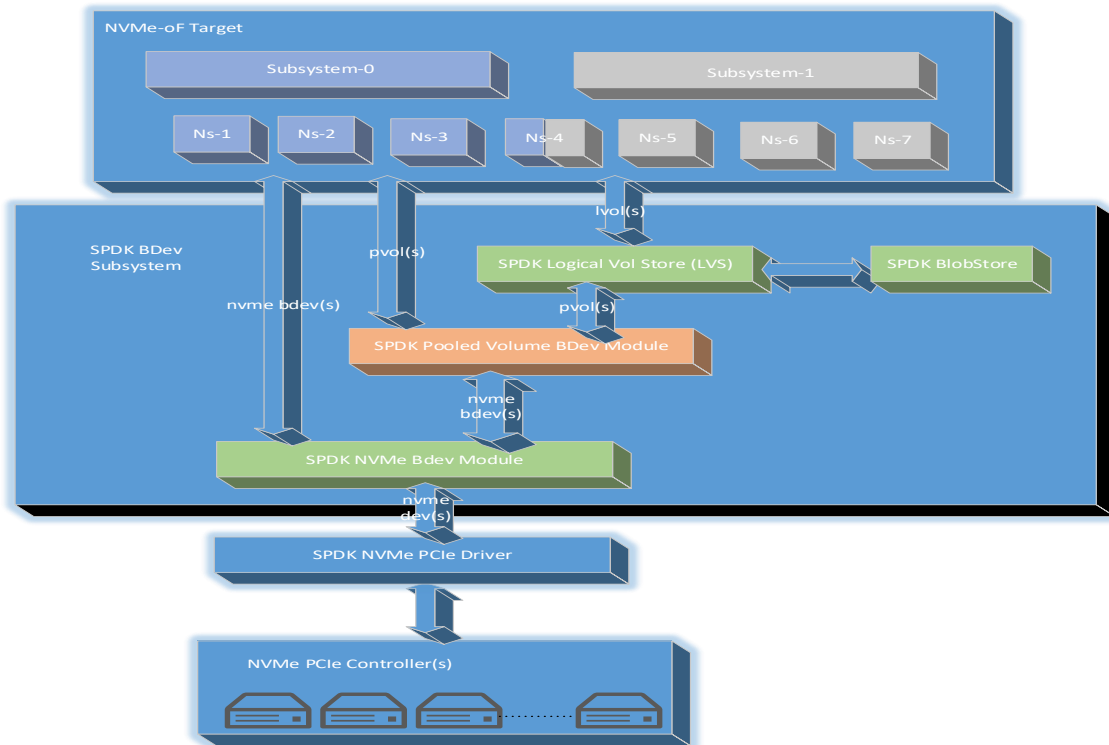 NVMe-oF Target
Subsystem-0
Subsystem-1
Ns-1
Ns-2
Ns-3
Ns-4
Ns-5
Ns-6
Ns-7
SPDK BDev
Subsystem
lvol(s)
pvol(s)
SPDK Logical Vol Store (LVS)
SPDK BlobStore
nvme bdev(s)
pvol(s)
SPDK Pooled Volume BDev Module
nvme
bdev(s)
SPDK NVMe Bdev Module
nvme
dev(s)
SPDK NVMe PCIe Driver
NVMe PCIe Controller(s)